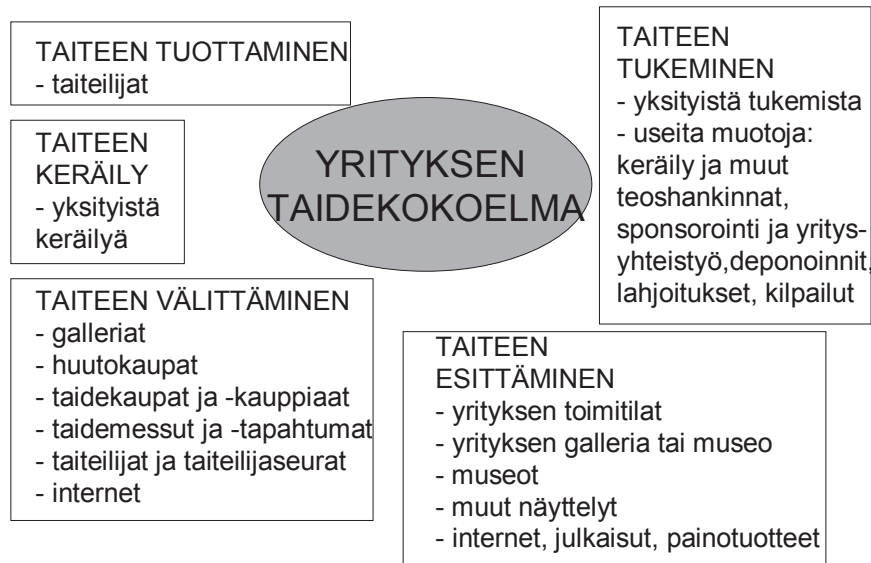 TAITEEN TUOTTAMINEN
- taiteilijat
TAITEEN
KERÄILY
- yksityistä
keräilyä
YRITYKSEN
TAIDEKOKOELMA
TAITEEN
TUKEMINEN
- yksityistä tukemista
- useita muotoja:
keräily ja muut
teoshankinnat,
sponsorointi ja yritys-
yhteistyö,deponoinnit,
lahjoitukset, kilpailut
TAITEEN VÄLITTÄMINEN
- galleriat
- huutokaupat
- taidekaupat ja -kauppiaat
- taidemessut ja -tapahtumat
- taiteilijat ja taiteilijaseurat
- internet
TAITEEN
ESITTÄMINEN
- yrityksen toimitilat
- yrityksen galleria tai museo
- museot
- muut näyttelyt
- internet, julkaisut, painotuotteet